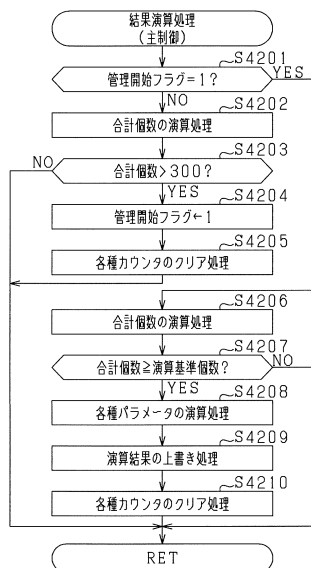 結果演算処理
(主制御)
S4201
管理開始フラグ=1?
YES
NO
S4202
合計個数の演算処理
S4203
NO
合計個数>300?
YES
S4204
管理開始フラグ←1
S4205
各種カウンタのクリア処理
S4206
合計個数の演算処理
S4207
合計個数≧演算基準個数?
NO
YES
S4208
各種パラメータの演算処理
S4209
演算結果の上書き処理
S4210
各種カウンタのクリア処理
RET